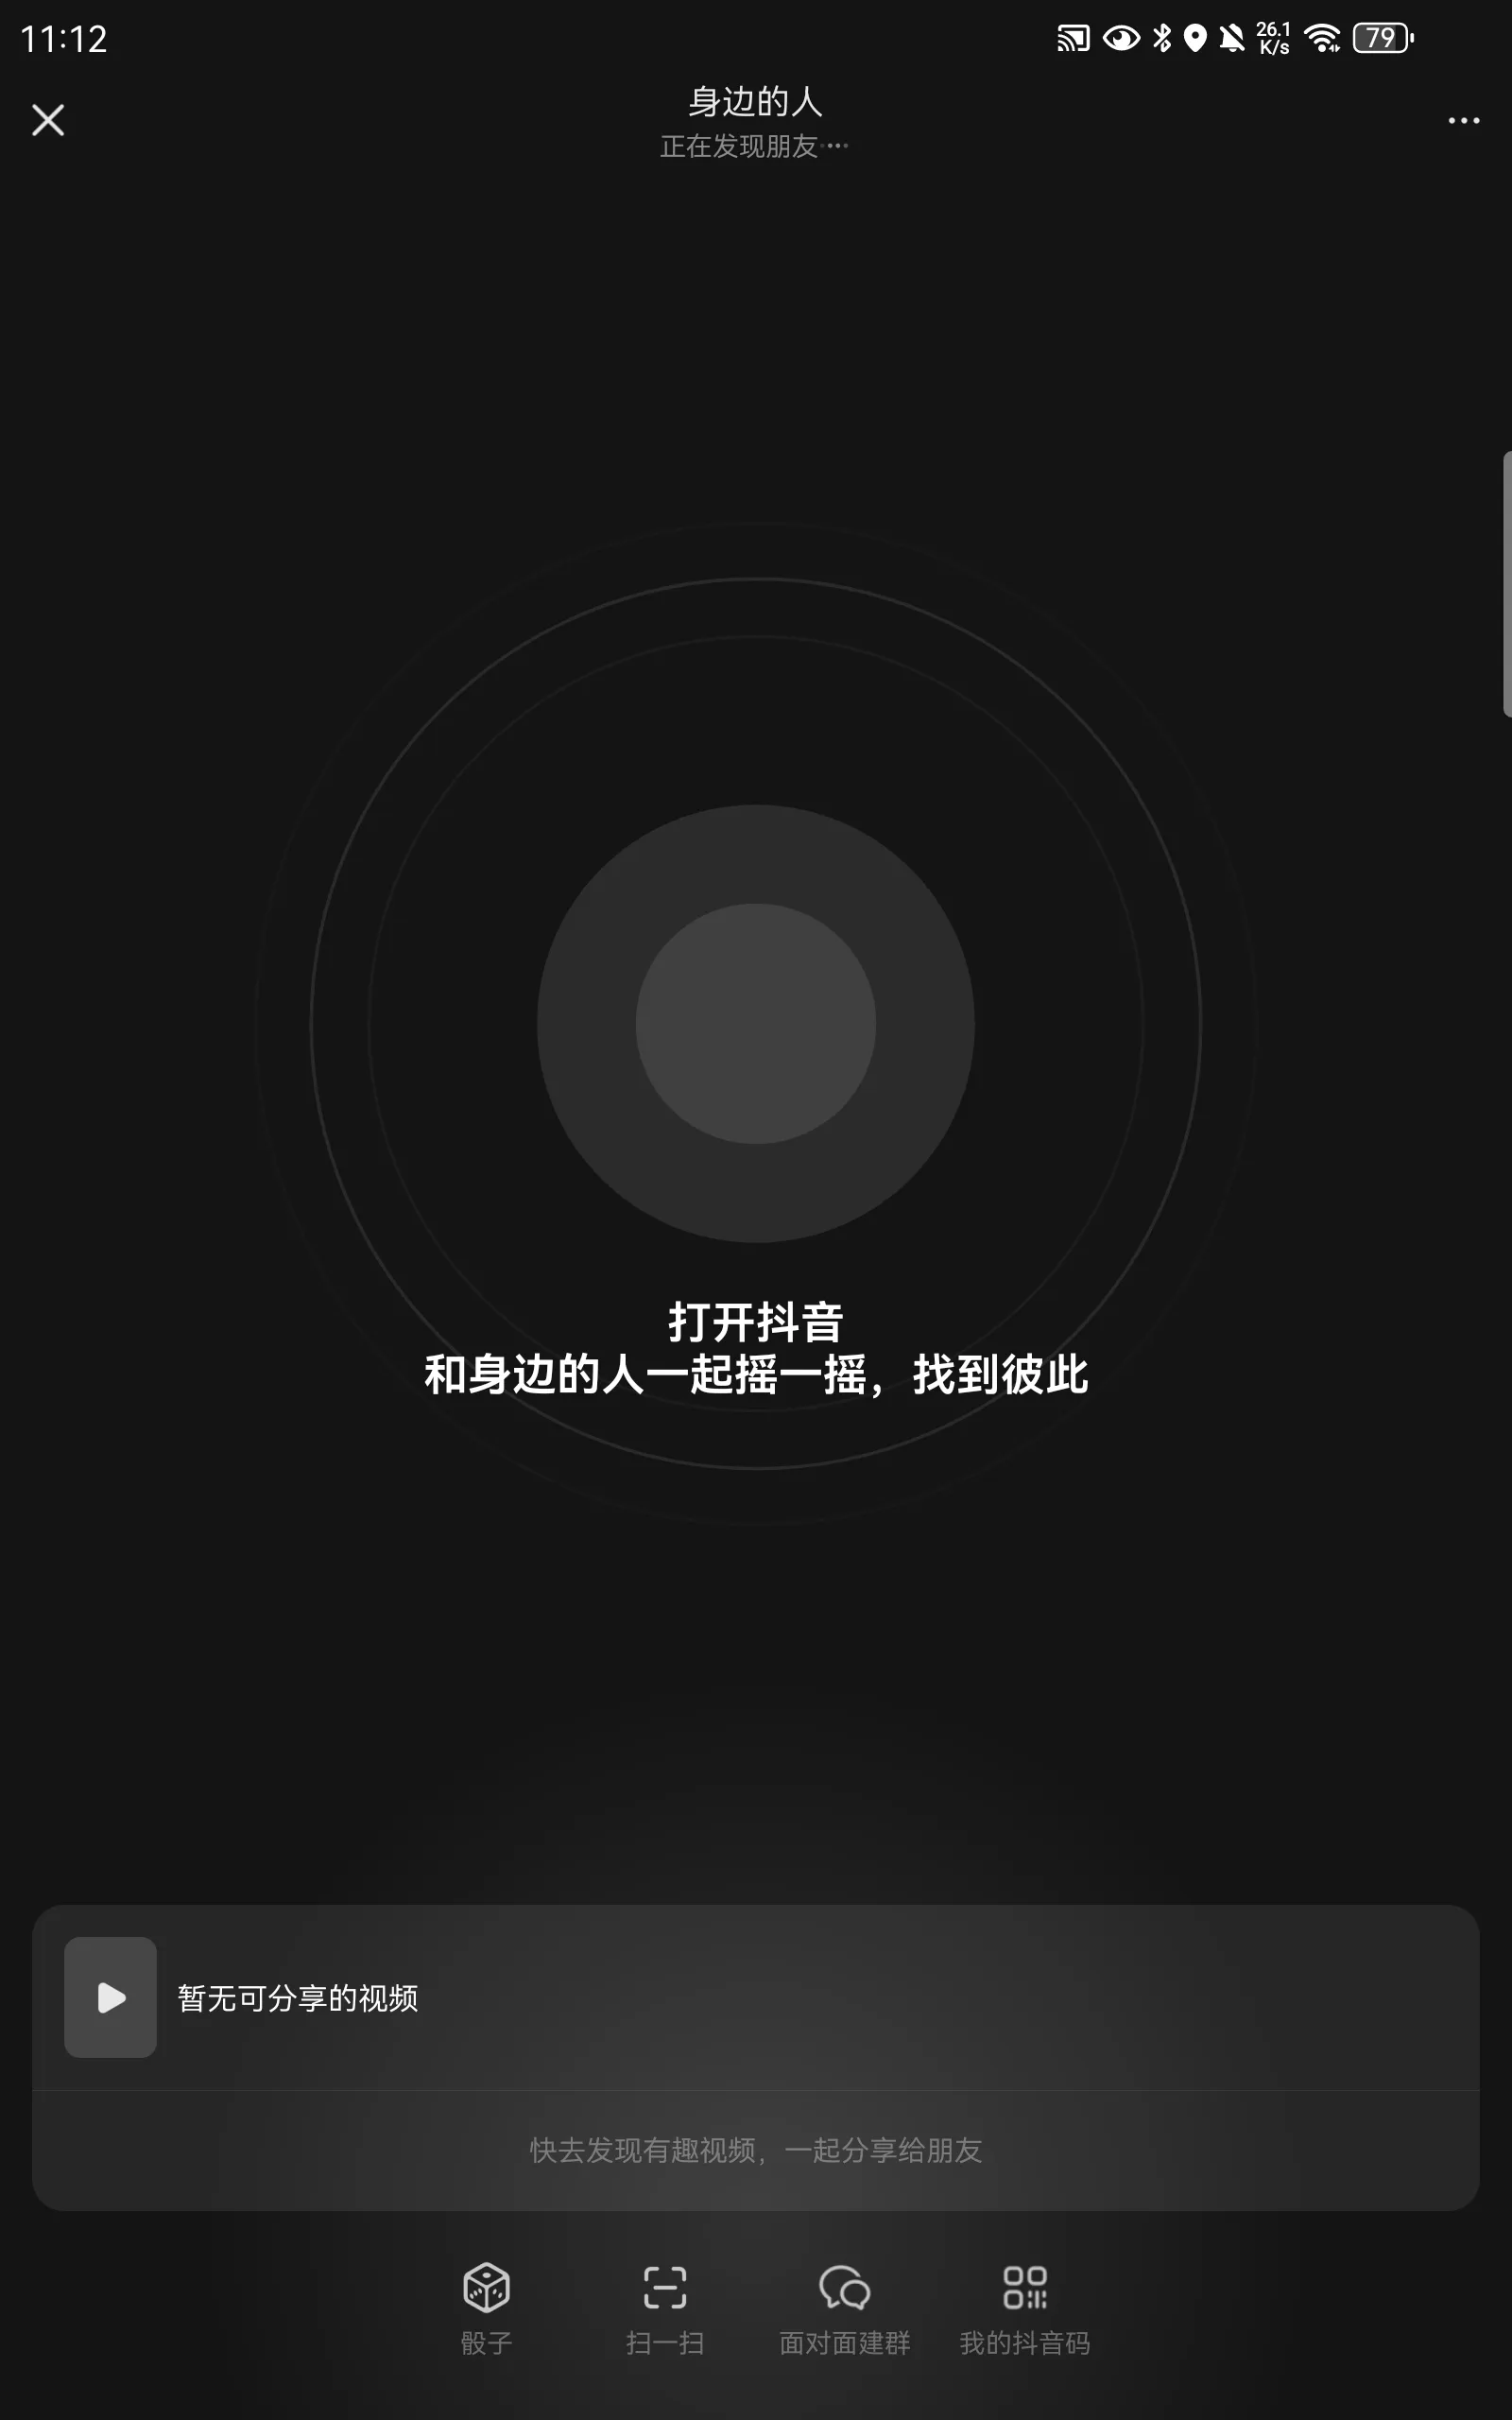 11:12
26.1
K/s
79
身边的人
正在发现朋友···
打开抖音
和身边的人一起摇一摇，找到彼此
暂无可分享的视频
快去发现有趣视频，一起分享给朋友
骰子
扫一扫
面对面建群
我的抖音码